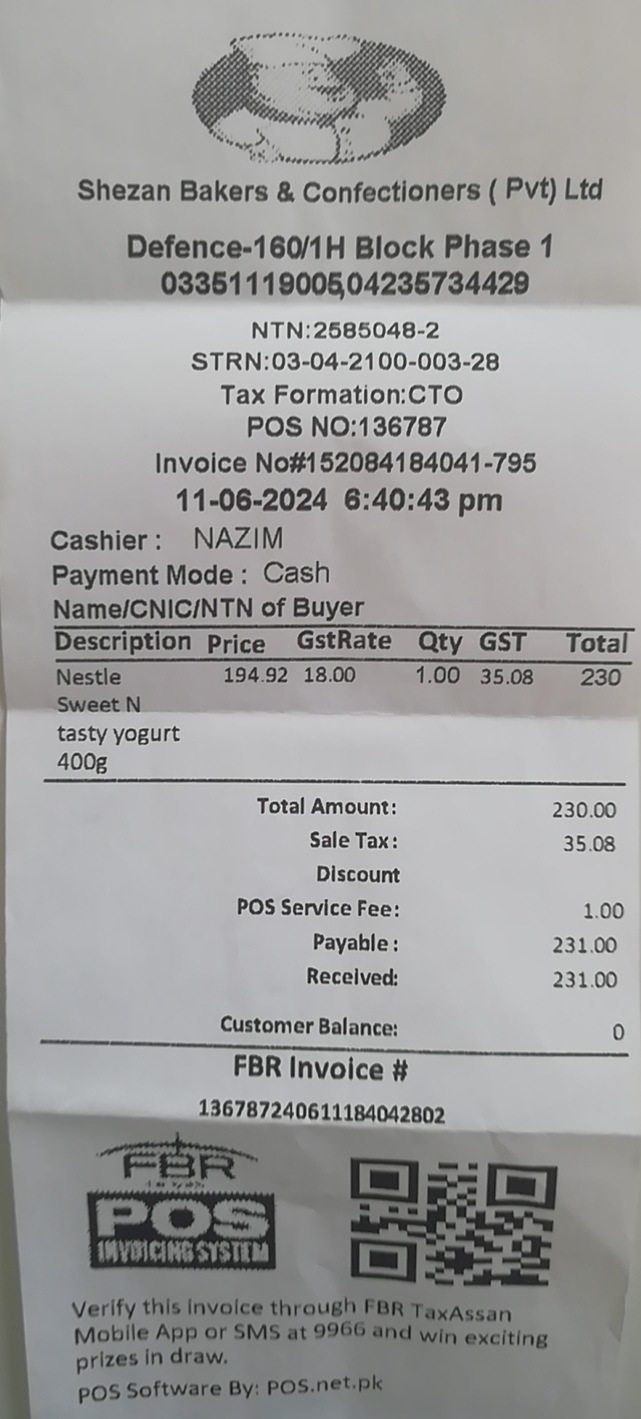 Shezan Bakers & Confectioners ( Pvt) Ltd
Defence-160/1H Block Phase 1
03351119005,04235734429
NTN:2585048-2
STRN:03-04-2100-003-28
Tax Formation:CTO
POS NO:136787
Invoice No#152084184041-795
11-06-2024 6:40:43 pm
Cashier : NAZIM
Payment Mode : Cash
Name/CNIC/NTN of Buyer
Description Price GstRate Qty GST Total
Nestle 194.92 18.00 1.00 35.08 230
Sweet N
tasty yogurt
400g
Total Amount: 230.00
Sale Tax: 35.08
Discount
POS Service Fee: 1.00
Payable: 231.00
Received: 231.00
Customer Balance: 0
FBR Invoice #
136787240611184042802
FBR
POS
INVOICING SYSTEM
Verify this invoice through FBR TaxAssan
Mobile App or SMS at 9966 and win exciting
prizes in draw.
POS Software By: POS.net.pk